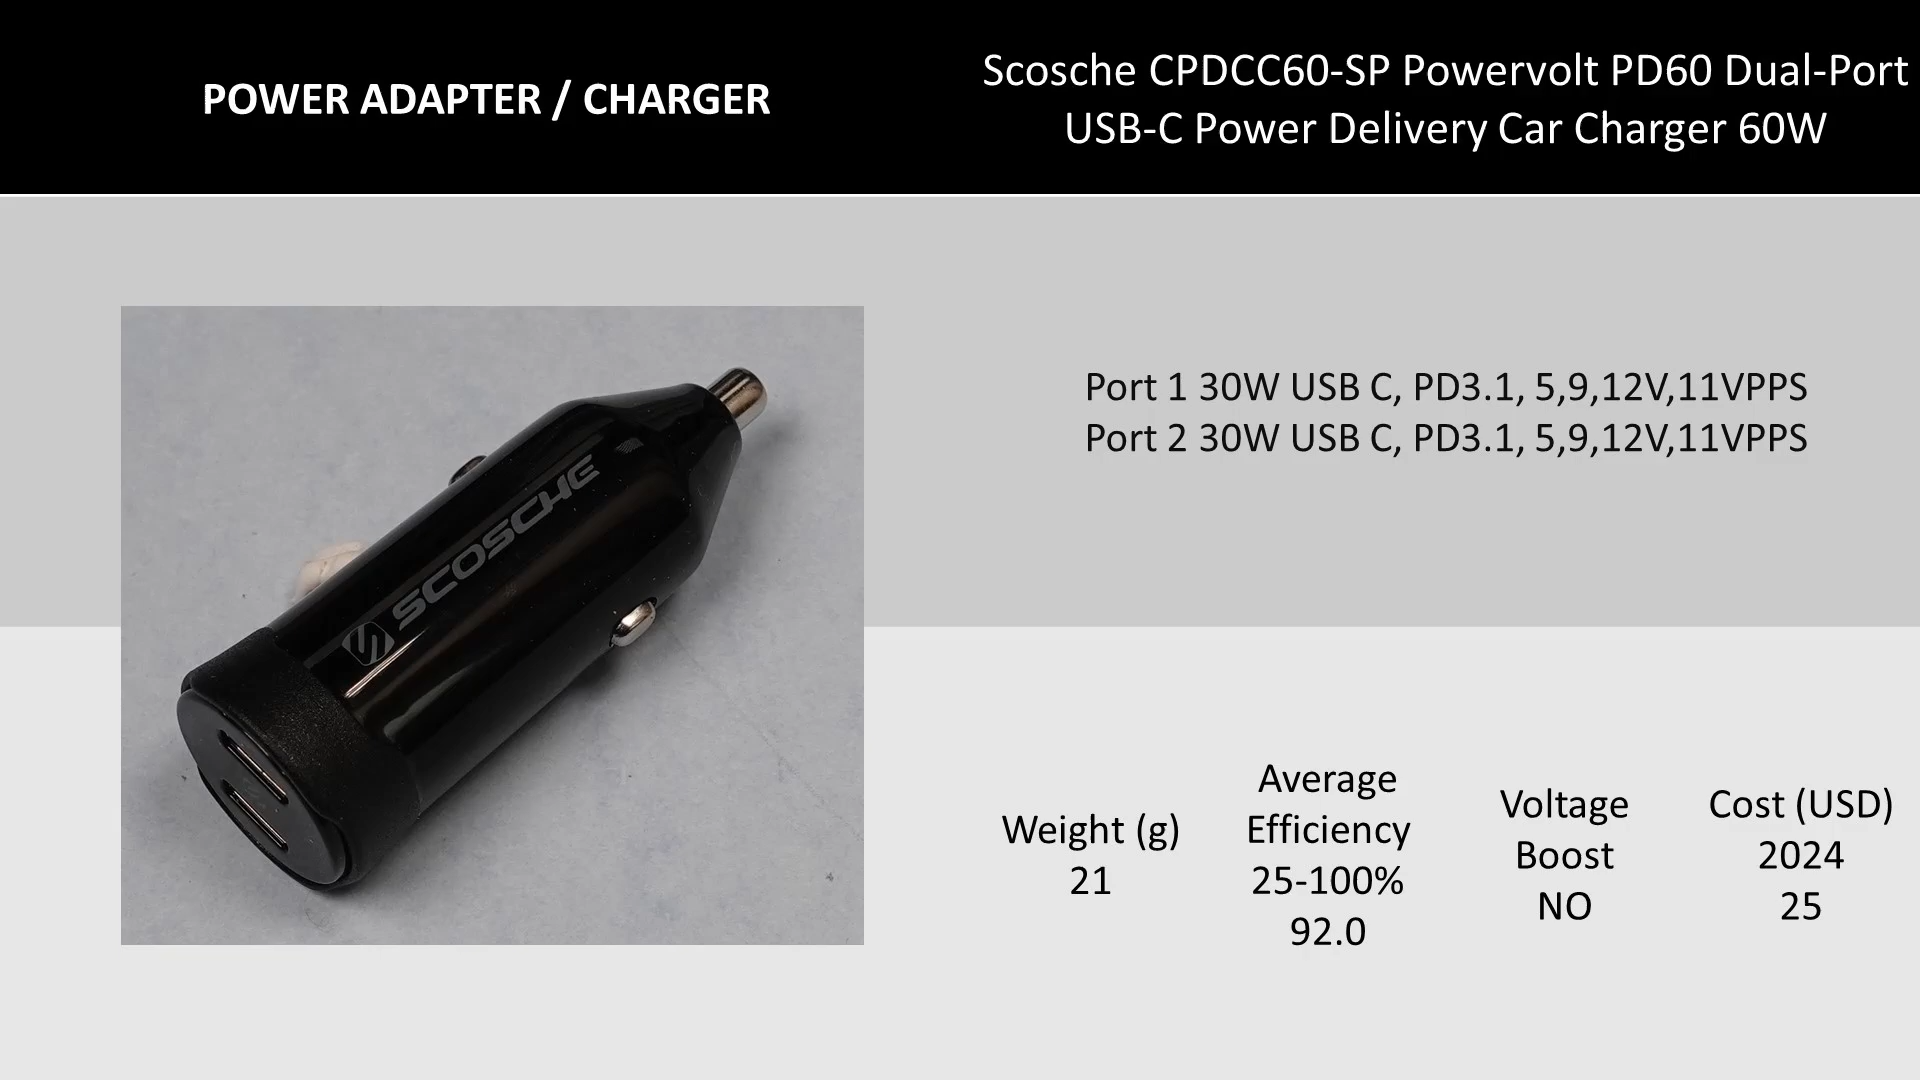 POWER ADAPTER / CHARGER
Scosche CPDCC60-SP Powervolt PD60 Dual-Port
USB-C Power Delivery Car Charger 60W
SCOSCHE
Port 1 30W USB C, PD3.1, 5,9,12V,11VPPS
Port 2 30W USB C, PD3.1, 5,9,12V,11VPPS
Weight (g)
21
Average
Efficiency
25-100%
92.0
Voltage
Boost
NO
Cost (USD)
2024
25